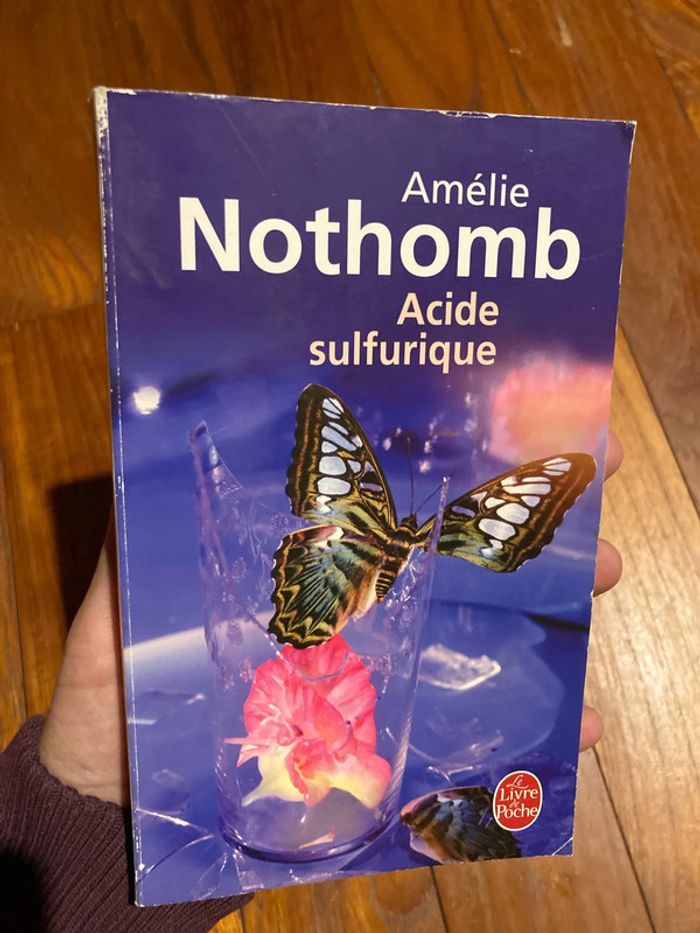 Amélie
Nothomb
Acide
sulfurique
Le
Livre
de
Poche